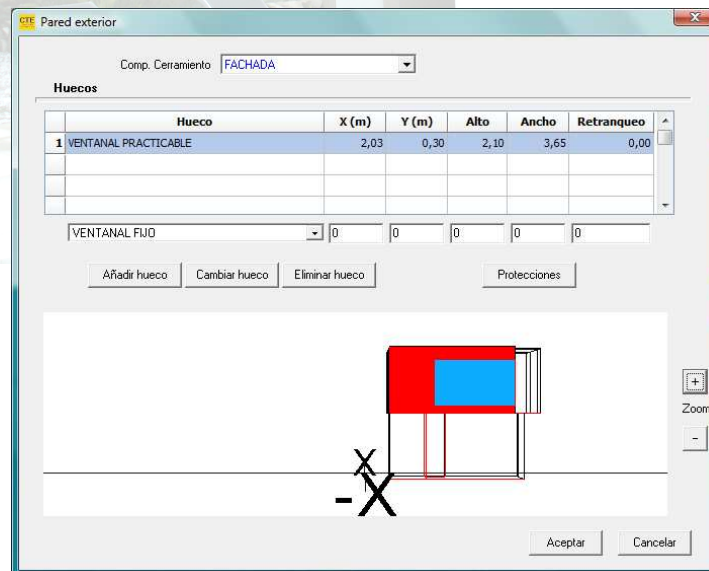 CTE Pared exterior
x
Comp. Cerramiento FACHADA
Huecos
Hueco X (m) Y (m) Alto Ancho Retranqueo
1 VENTANAL PRACTICABLE 2,03 0,30 2,10 3,65 0,00
VENTANAL FIJO 0 0 0 0 0
Añadir hueco Cambiar hueco Eliminar hueco Protecciones
+
Zoom
-
X
-X
Aceptar Cancelar